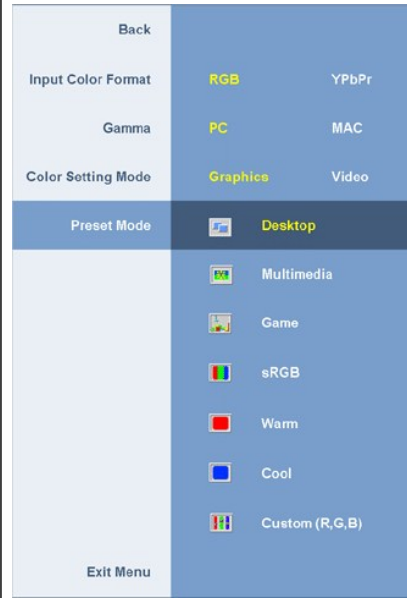 Back
Input Color Format RGB YPbPr
Gamma PC MAC
Color Setting Mode Graphics Video
Preset Mode Desktop
Multimedia
Game
sRGB
Warm
Cool
Custom (R,G,B)
Exit Menu